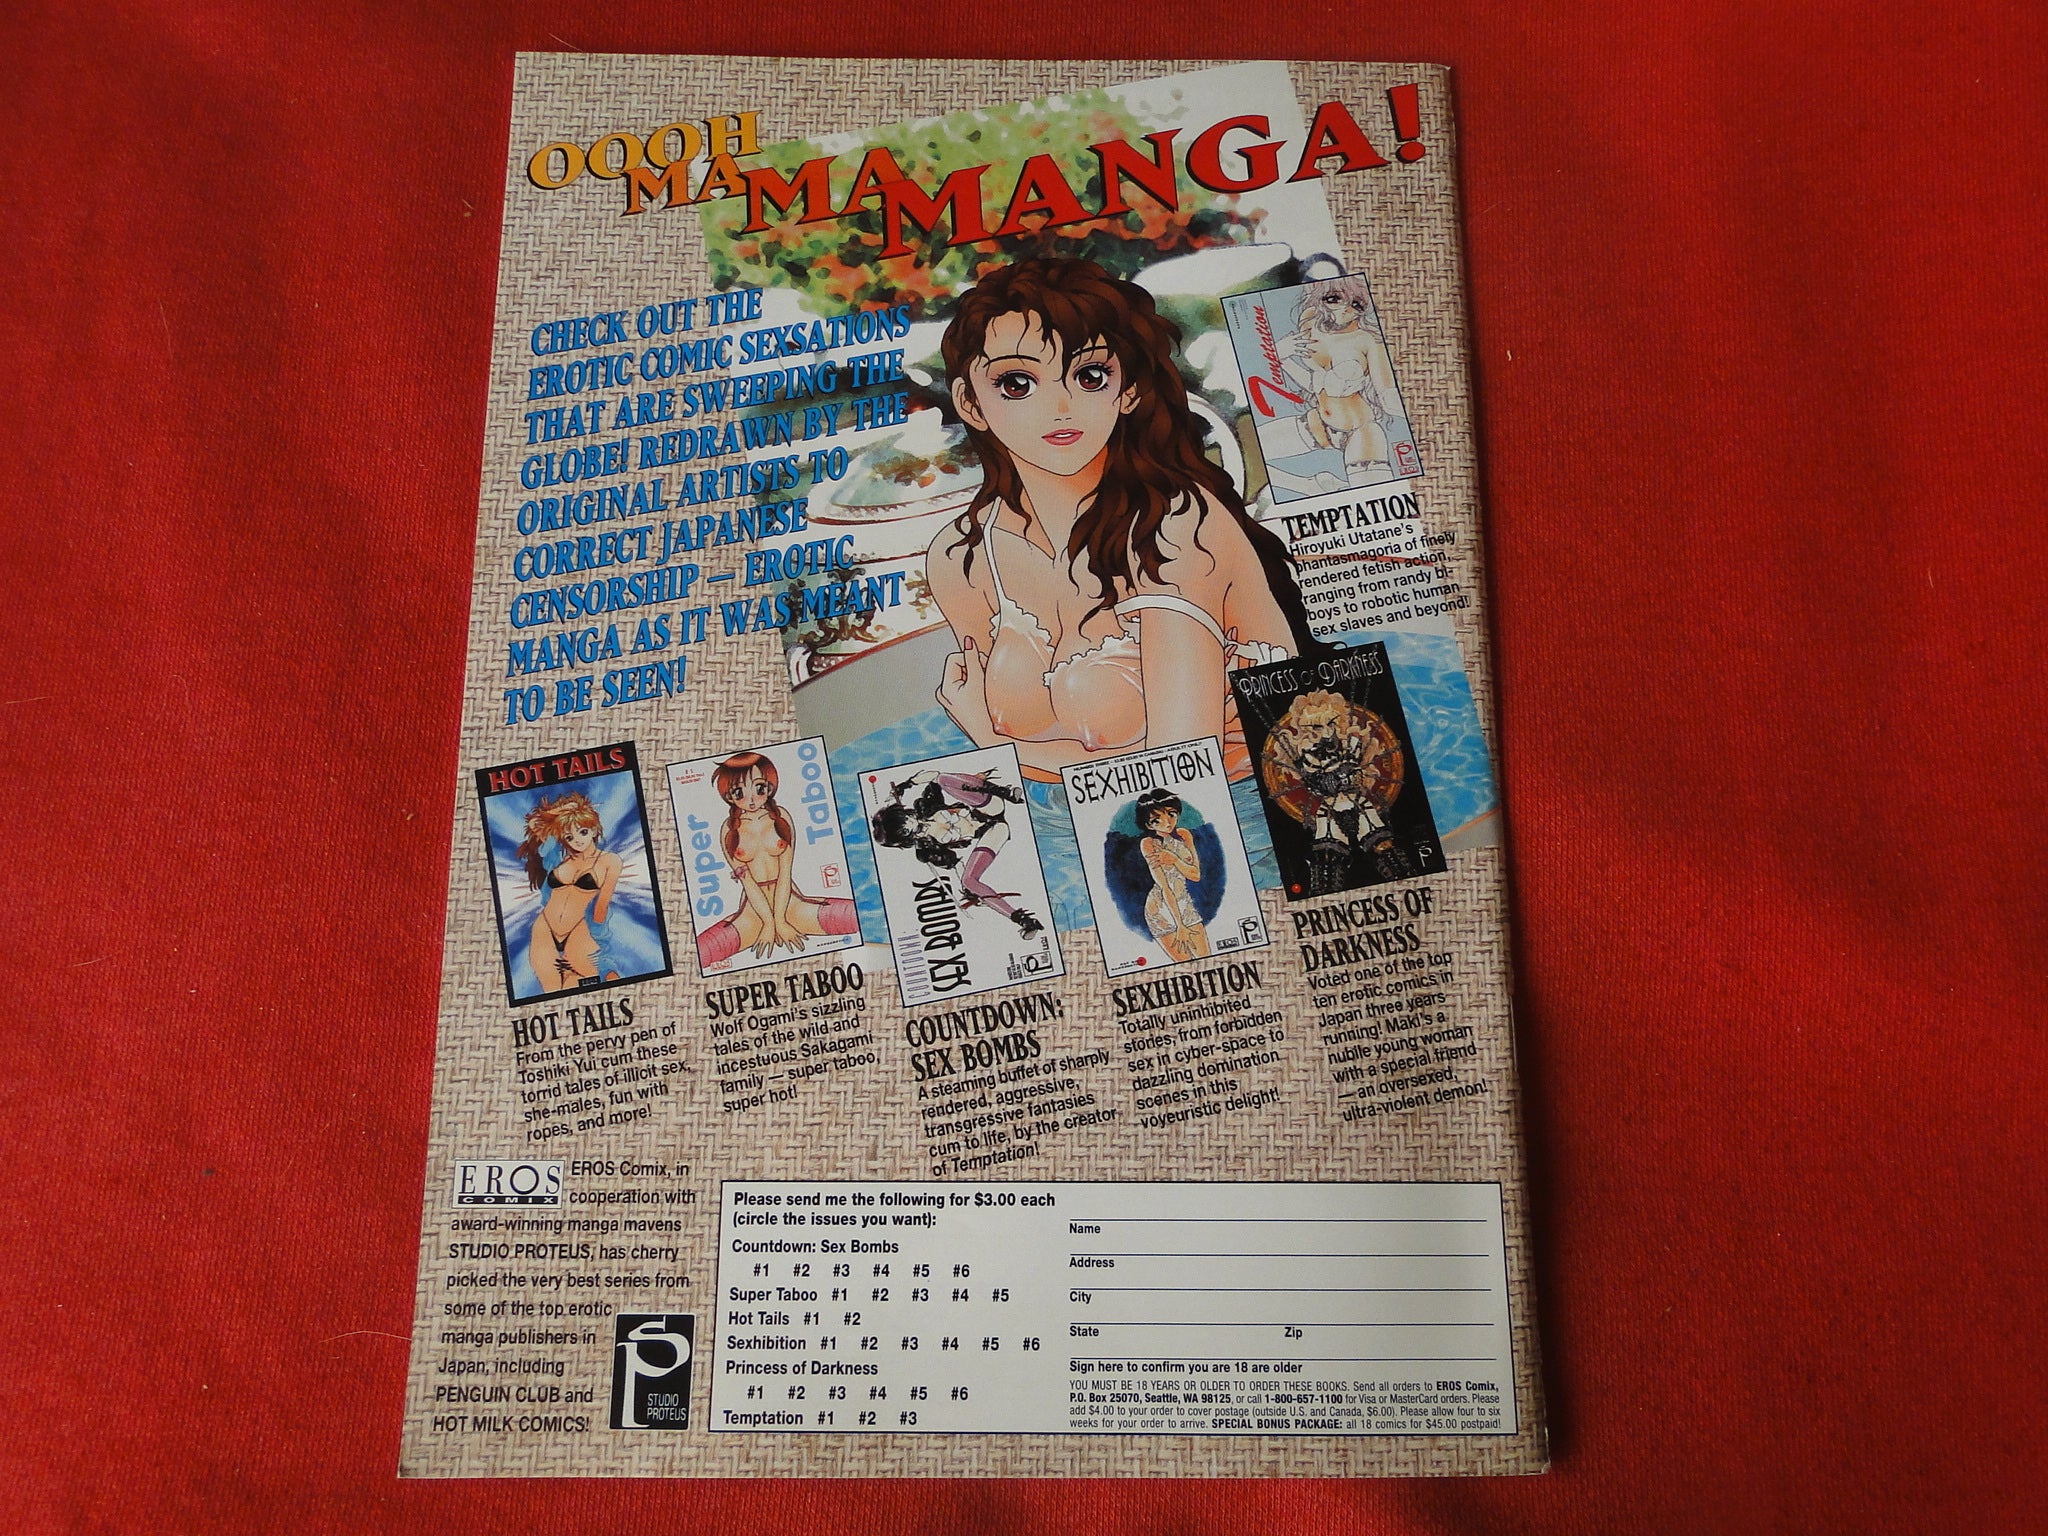 OOOH
MAMAMANGA!
CHECK OUT THE
EROTIC COMIC SEXSATIONS
THAT ARE SWEEPING THE
GLOBE! REDRAWN BY THE
ORIGINAL ARTISTS TO
CORRECT JAPANESE
CENSORSHIP — EROTIC
MANGA AS IT WAS MEANT
TO BE SEEN!
Temptation
TEMPTATION
Hiroyuki Utatane's
phantasmagoria of finely
rendered fetish action,
ranging from randy bi-
boys to robotic human
sex slaves and beyond!
PRINCESS OF DARKNESS
PRINCESS OF
DARKNESS
Voted one of the top
ten erotic comics in
Japan three years
running! Maki's a
nubile young woman
with a special friend
— an oversexed,
ultra-violent demon!
HOT TAILS
HOT TAILS
From the pervy pen of
Toshiki Yui cum these
torrid tales of illicit sex,
she-males, fun with
ropes, and more!
Super
Taboo
SUPER TABOO
Wolf Ogami's sizzling
tales of the wild and
incestuous Sakagami
family — super taboo,
super hot!
COUNTDOWN
SEX BOMBS
COUNTDOWN:
SEX BOMBS
A steaming buffet of sharply
rendered, aggressive,
transgressive fantasies
cum to life, by the creator
of Temptation!
SEXHIBITION
SEXHIBITION
Totally uninhibited
stories, from forbidden
sex in cyber-space to
dazzling domination
scenes in this
voyeuristic delight!
EROS
COMIX
EROS Comix, in
cooperation with
award-winning manga mavens
STUDIO PROTEUS, has cherry
picked the very best series from
some of the top erotic
manga publishers in
Japan, including
PENGUIN CLUB and
HOT MILK COMICS!
STUDIO
PROTEUS
Please send me the following for $3.00 each
(circle the issues you want):
Countdown: Sex Bombs
#1 #2 #3 #4 #5 #6
Super Taboo #1 #2 #3 #4 #5
Hot Tails #1 #2
Sexhibition #1 #2 #3 #4 #5 #6
Princess of Darkness
#1 #2 #3 #4 #5 #6
Temptation #1 #2 #3
Name
Address
City
State Zip
Sign here to confirm you are 18 are older
YOU MUST BE 18 YEARS OR OLDER TO ORDER THESE BOOKS. Send all orders to EROS Comix,
P.O. Box 25070, Seattle, WA 98125, or call 1-800-657-1100 for Visa or MasterCard orders. Please
add $4.00 to your order to cover postage (outside U.S. and Canada, $6.00). Please allow four to six
weeks for your order to arrive. SPECIAL BONUS PACKAGE: all 18 comics for $45.00 postpaid!